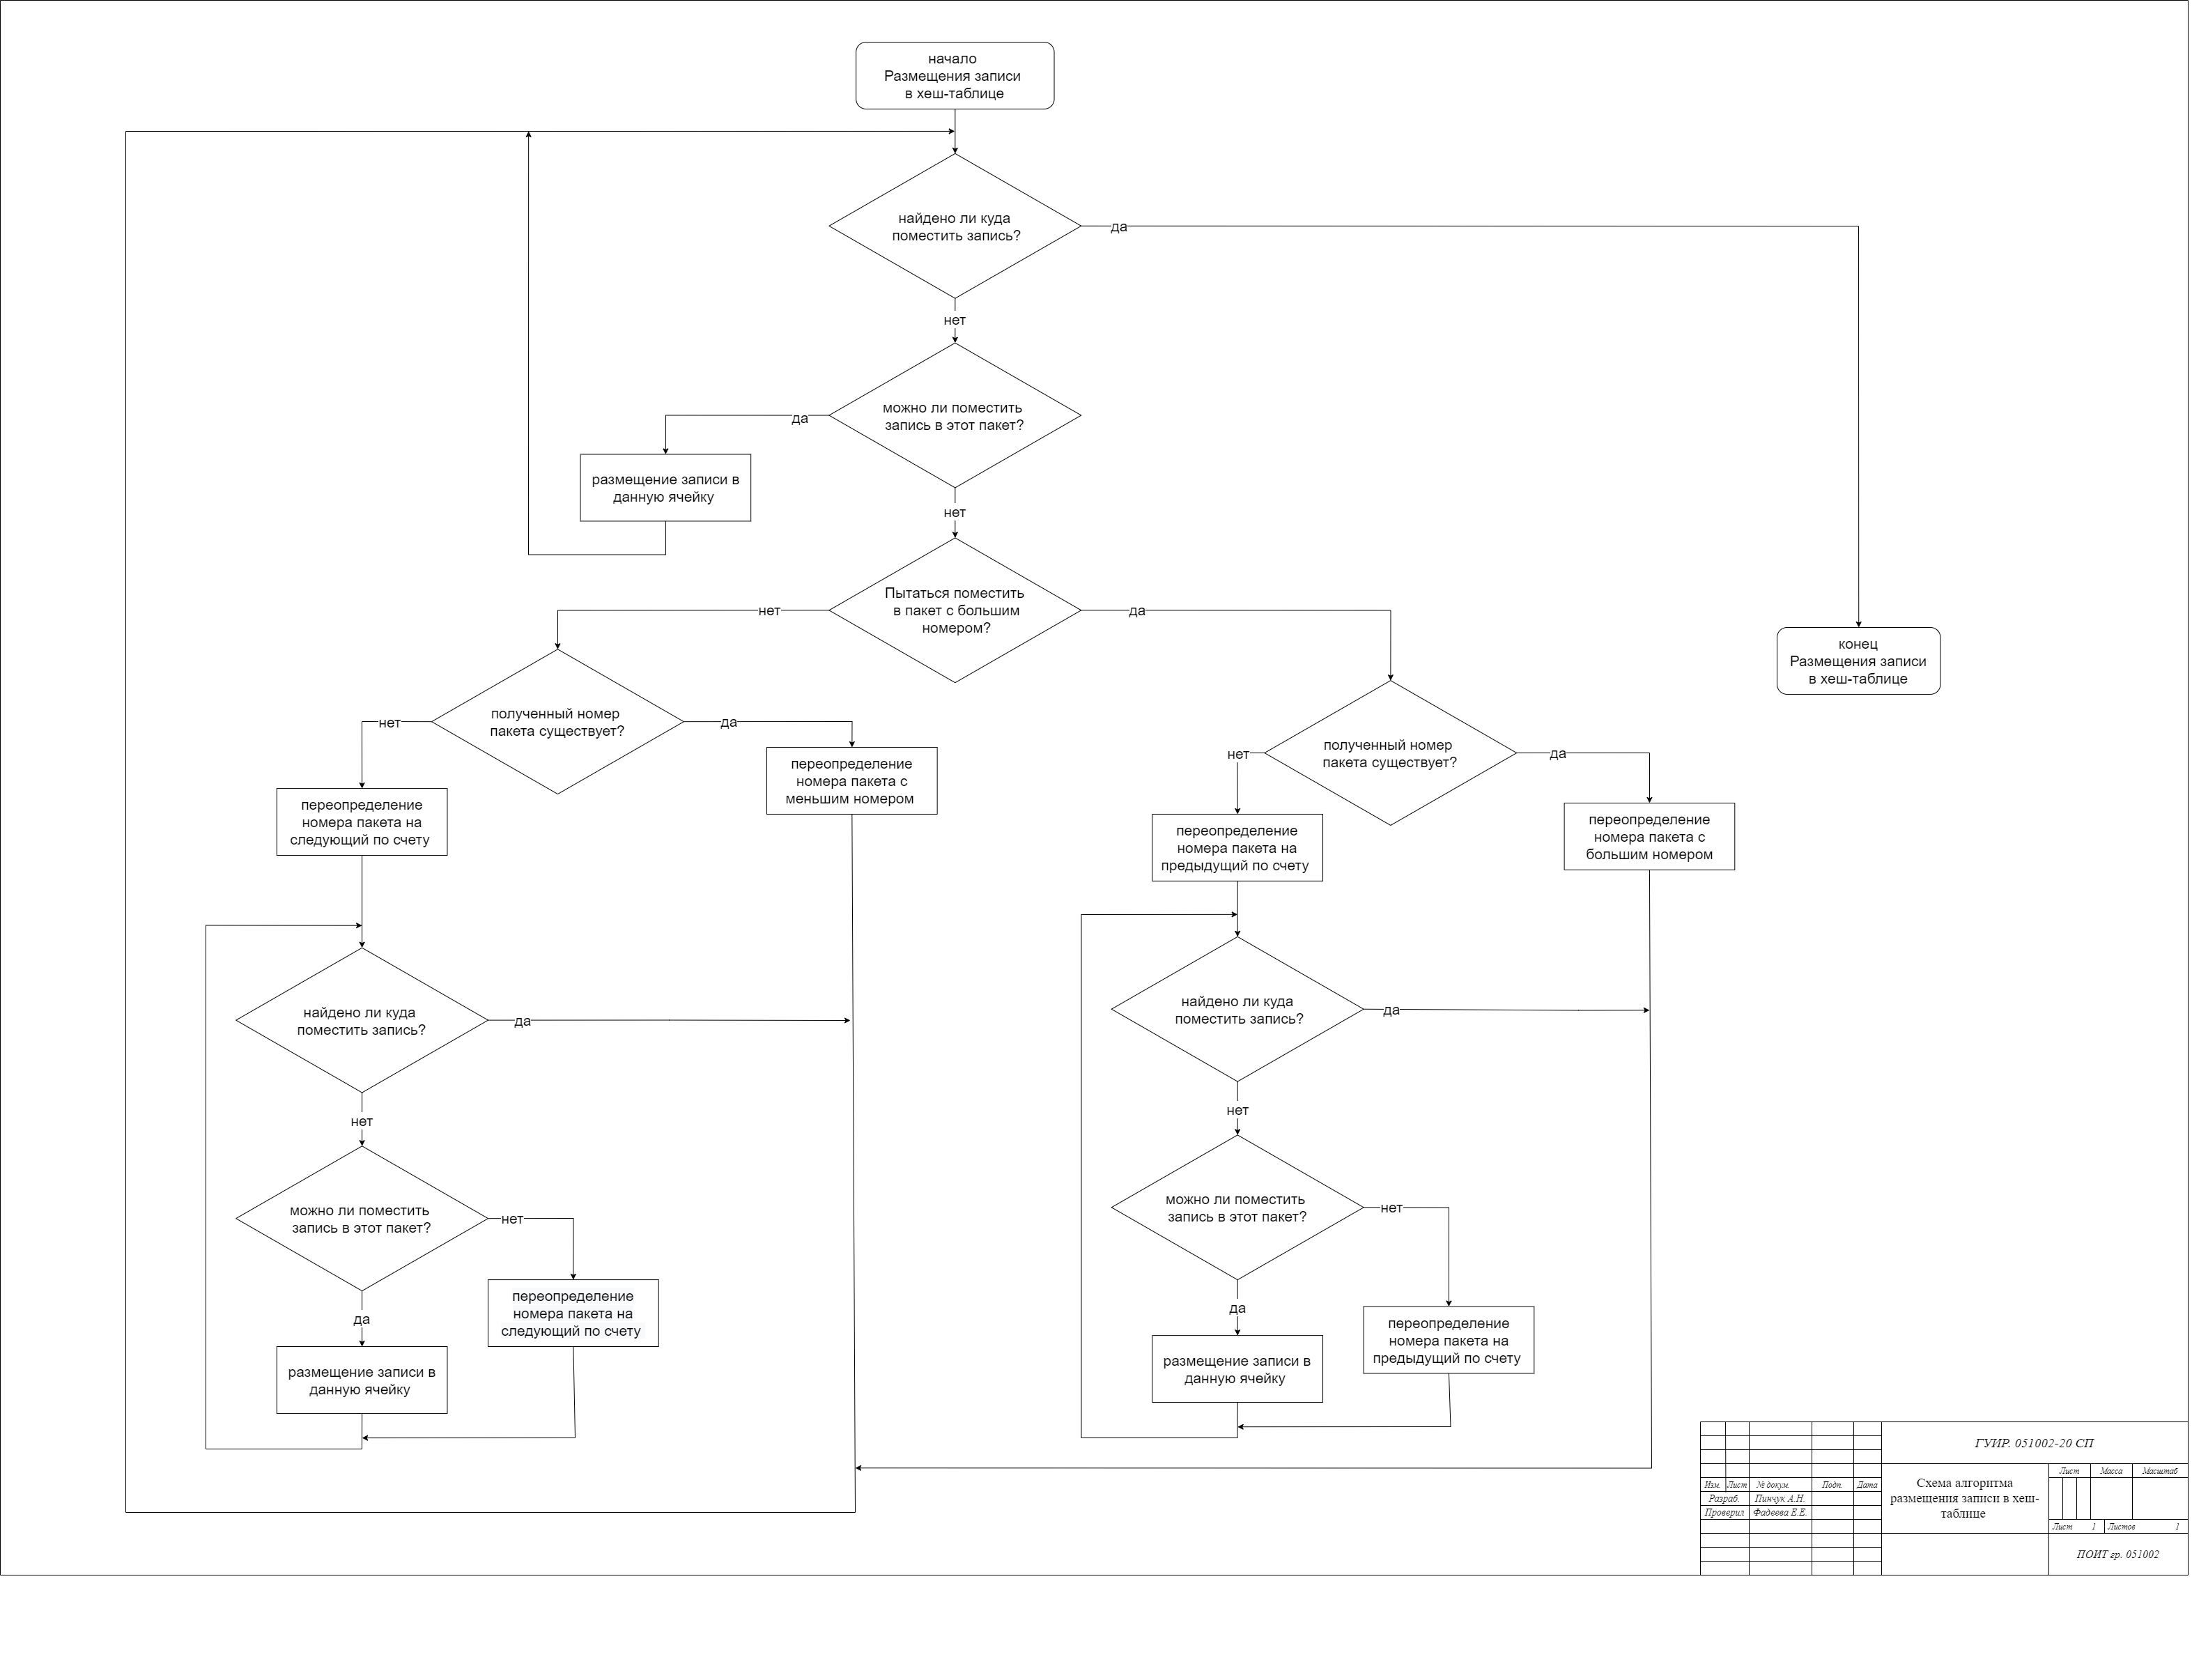 начало
Размещения записи
в хеш-таблице
найдено ли куда
поместить запись?
да
нет
можно ли поместить
запись в этот пакет?
да
размещение записи в
данную ячейку
нет
Пытаться поместить
в пакет с большим
номером?
нет
да
конец
Размещения записи
в хеш-таблице
полученный номер
пакета существует?
нет
да
переопределение
номера пакета с
меньшим номером
переопределение
номера пакета на
следующий по счету
найдено ли куда
поместить запись?
да
нет
можно ли поместить
запись в этот пакет?
нет
переопределение
номера пакета на
следующий по счету
да
размещение записи в
данную ячейку
полученный номер
пакета существует?
нет
да
переопределение
номера пакета с
большим номером
переопределение
номера пакета на
предыдущий по счету
найдено ли куда
поместить запись?
да
нет
можно ли поместить
запись в этот пакет?
нет
переопределение
номера пакета на
предыдущий по счету
да
размещение записи в
данную ячейку
ГУИР. 051002-20 СП
Изм. Лист № докум. Подп. Дата
Разраб. Пинчук А.Н.
Проверил Фадеева Е.Е.
Схема алгоритма
размещения записи в хеш-
таблице
Лист Масса Масштаб
Лист 1 Листов 1
ПОИТ гр. 051002